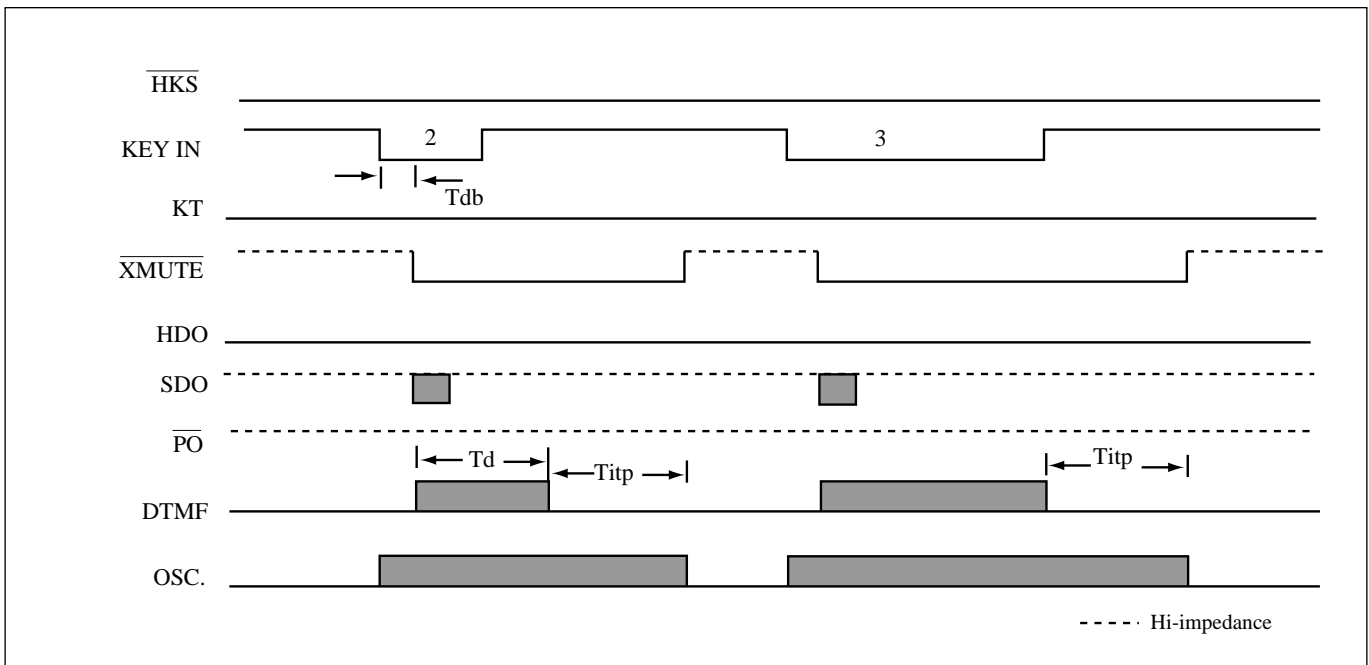 HKS
KEY IN 2 3
Tdb
KT
XMUTE
HDO
SDO
PO
Td Titp Titp
DTMF
OSC.
Hi-impedance